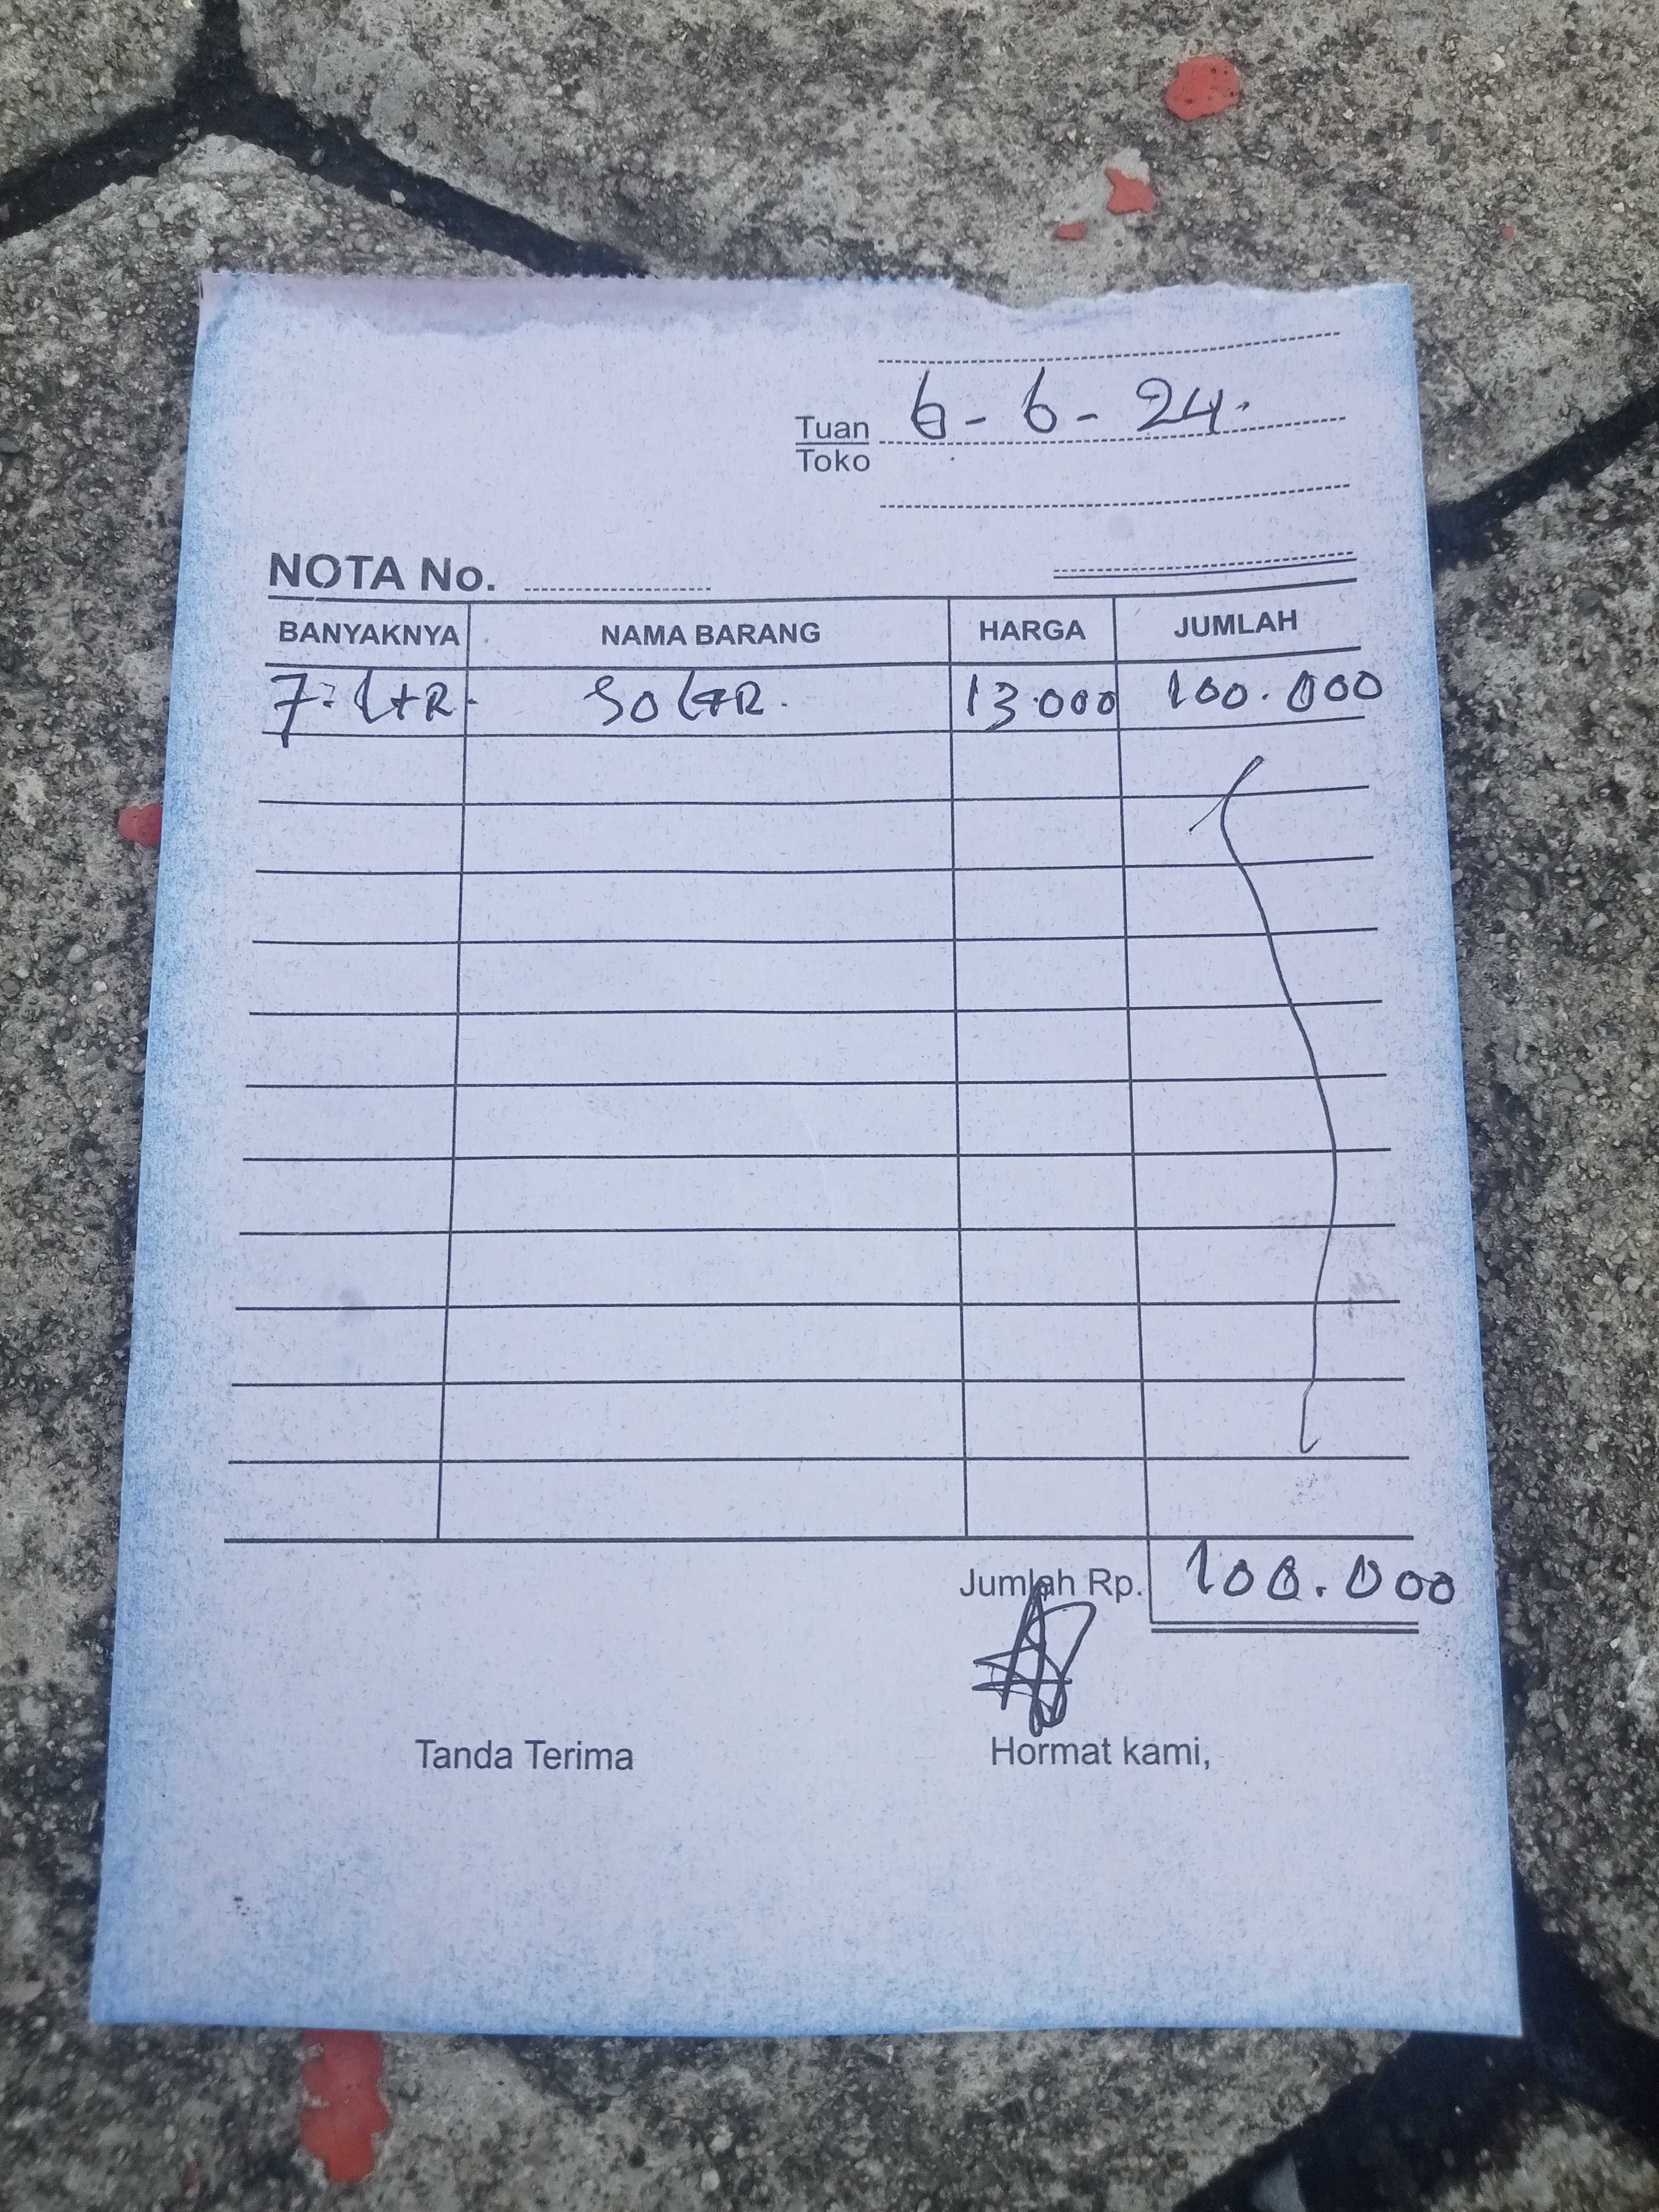 6 - 6 - 24.
Tuan
Toko
NOTA No.
BANYAKNYA NAMA BARANG HARGA JUMLAH
7. LtR. SOLAR. 13.000 100.000
Jumlah Rp. 100.000
Tanda Terima Hormat kami,